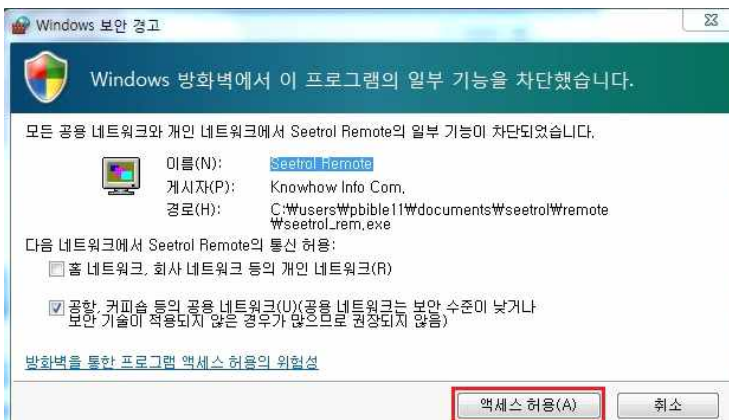 Windows 보안 경고
Windows 방화벽에서 이 프로그램의 일부 기능을 차단했습니다.
모든 공용 네트워크와 개인 네트워크에서 Seetrol Remote의 일부 기능이 차단되었습니다.
이름(N): Seetrol Remote
게시자(P): Knowhow Info Com.
경로(H): C:₩users₩pbible11₩documents₩seetrol₩remote
₩seetrol_rem.exe
다음 네트워크에서 Seetrol Remote의 통신 허용:
홈 네트워크, 회사 네트워크 등의 개인 네트워크(R)
공항, 커피숍 등의 공용 네트워크(U)(공용 네트워크는 보안 수준이 낮거나
보안 기술이 적용되지 않은 경우가 많으므로 권장되지 않음)
방화벽을 통한 프로그램 액세스 허용의 위험성
액세스 허용(A) 취소